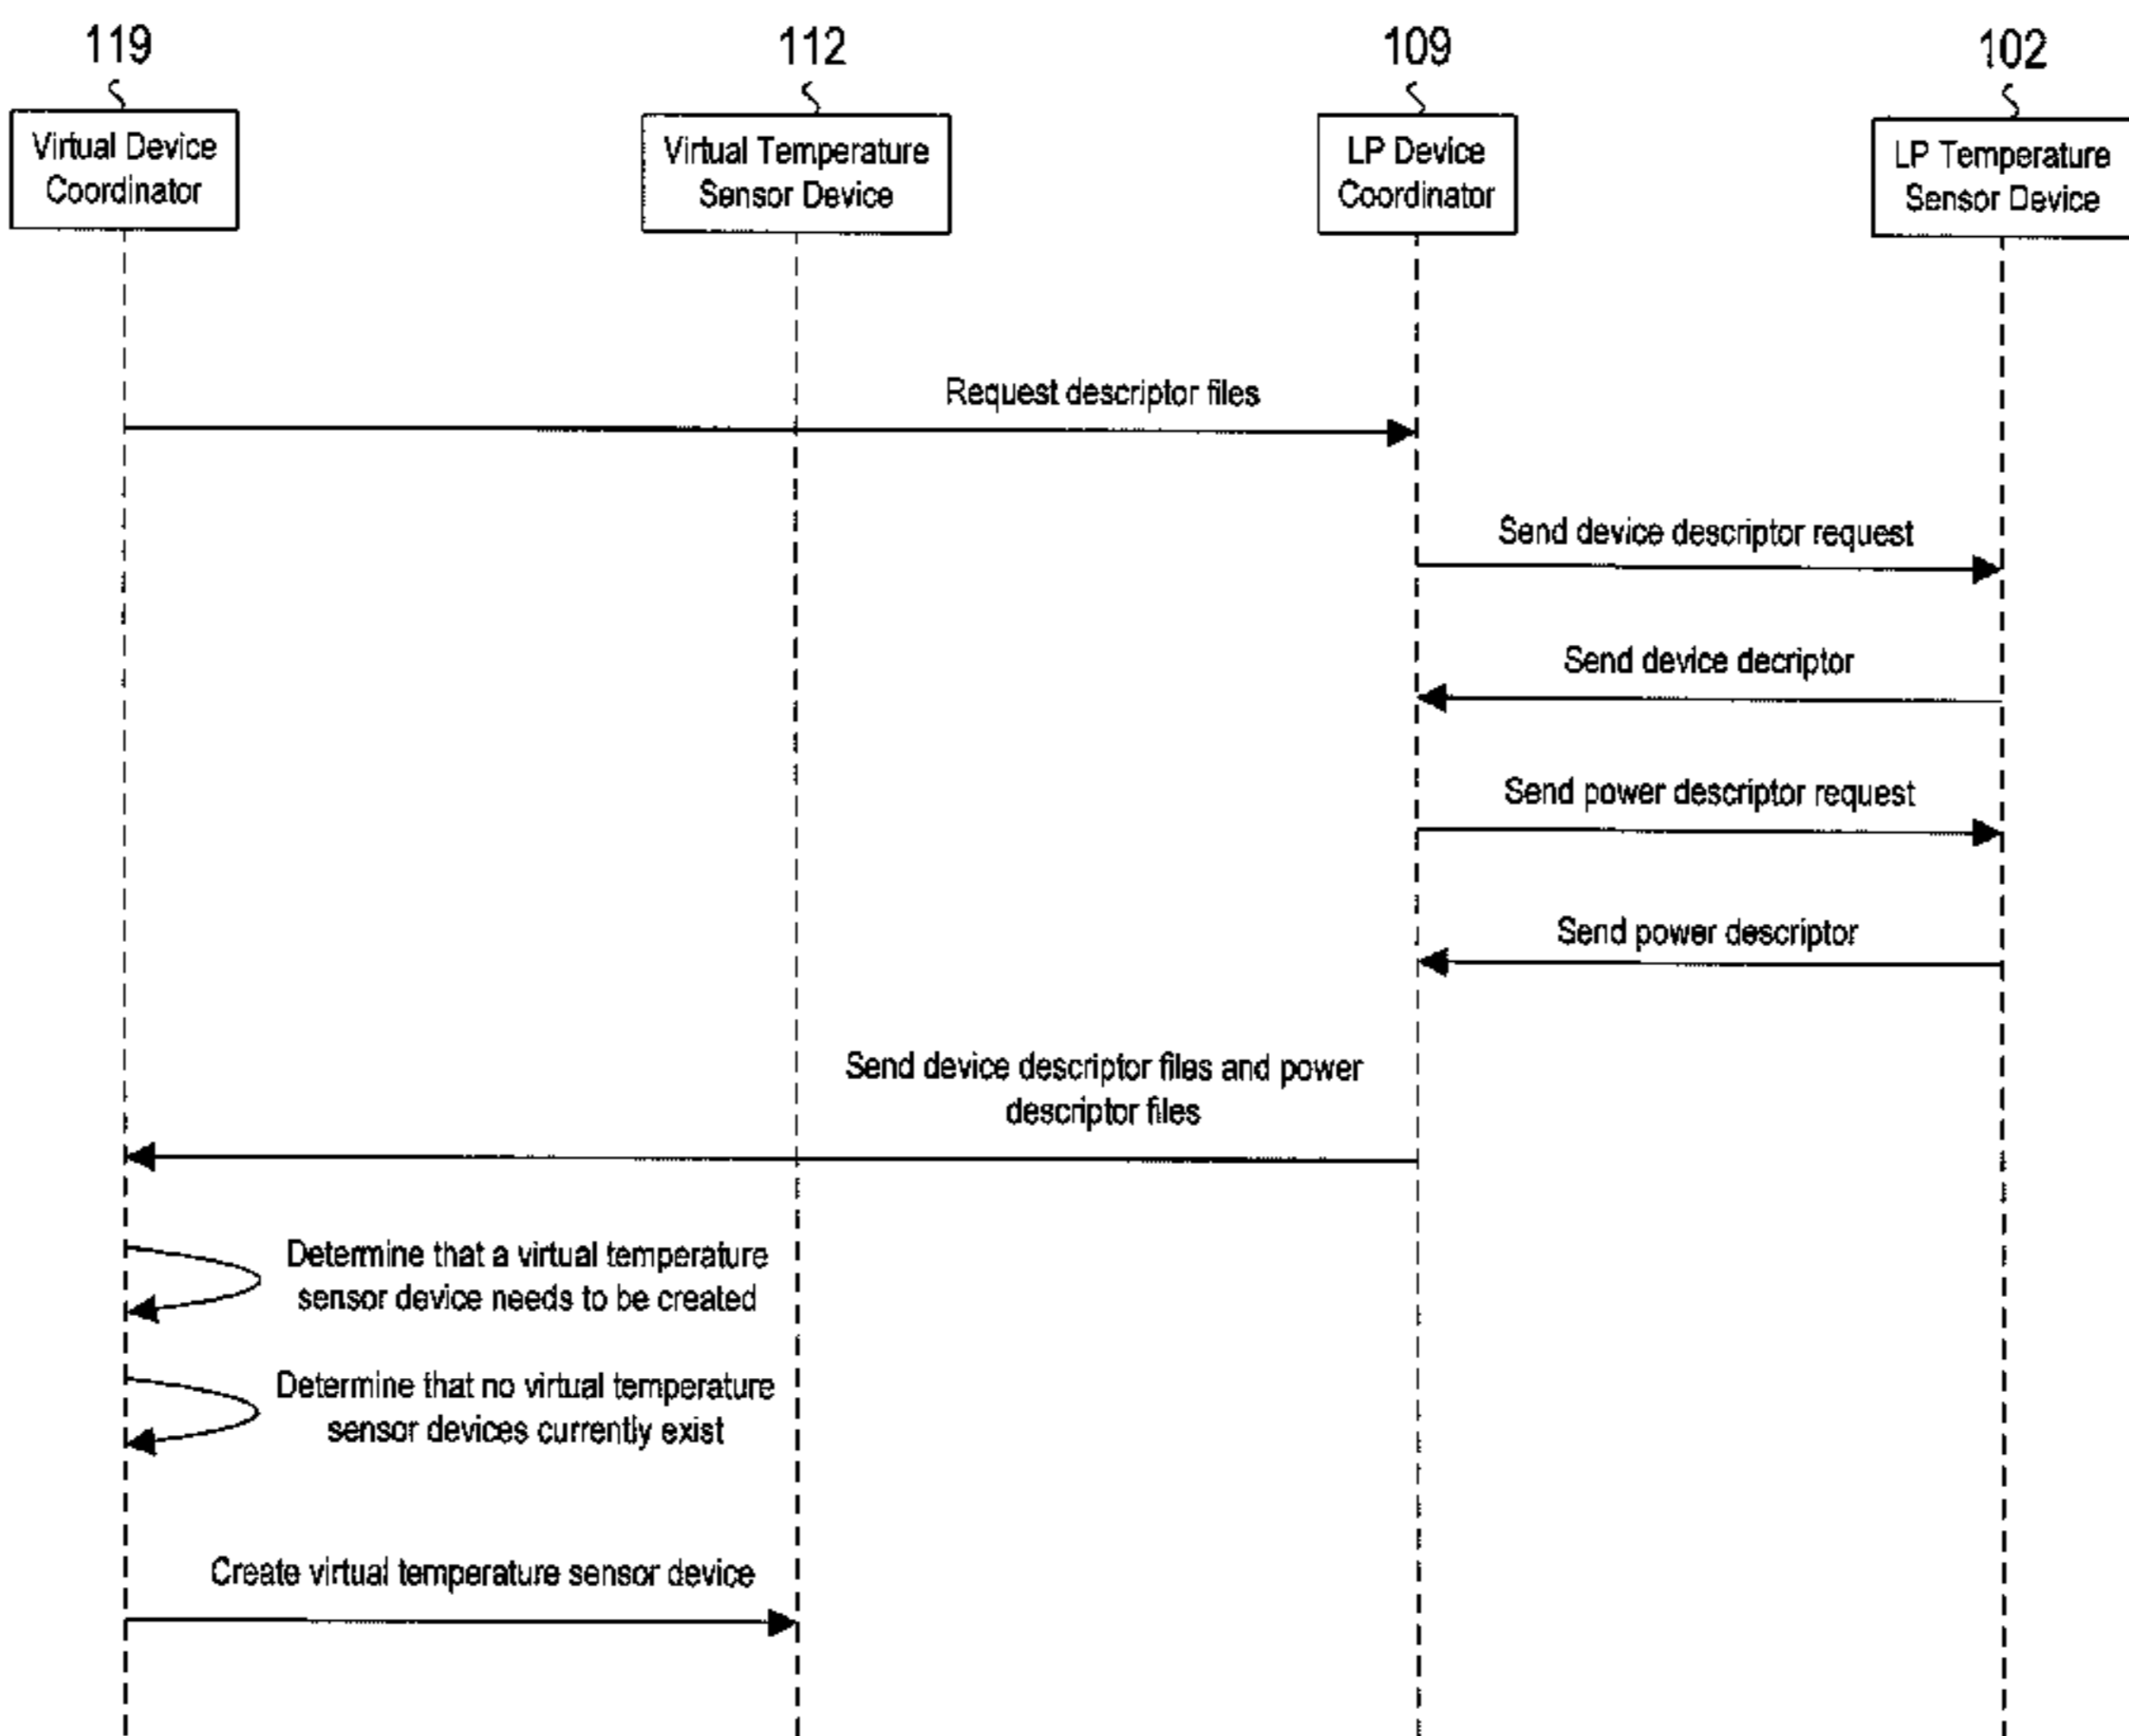 119
112
109
102
Virtual Device
Coordinator
Virtual Temperature
Sensor Device
LP Device
Coordinator
LP Temperature
Sensor Device
Request descriptor files
Send device descriptor request
Send device decriptor
Send power descriptor request
Send power descriptor
Send device descriptor files and power
descriptor files
Determine that a virtual temperature
sensor device needs to be created
Determine that no virtual temperature
sensor devices currently exist
Create virtual temperature sensor device